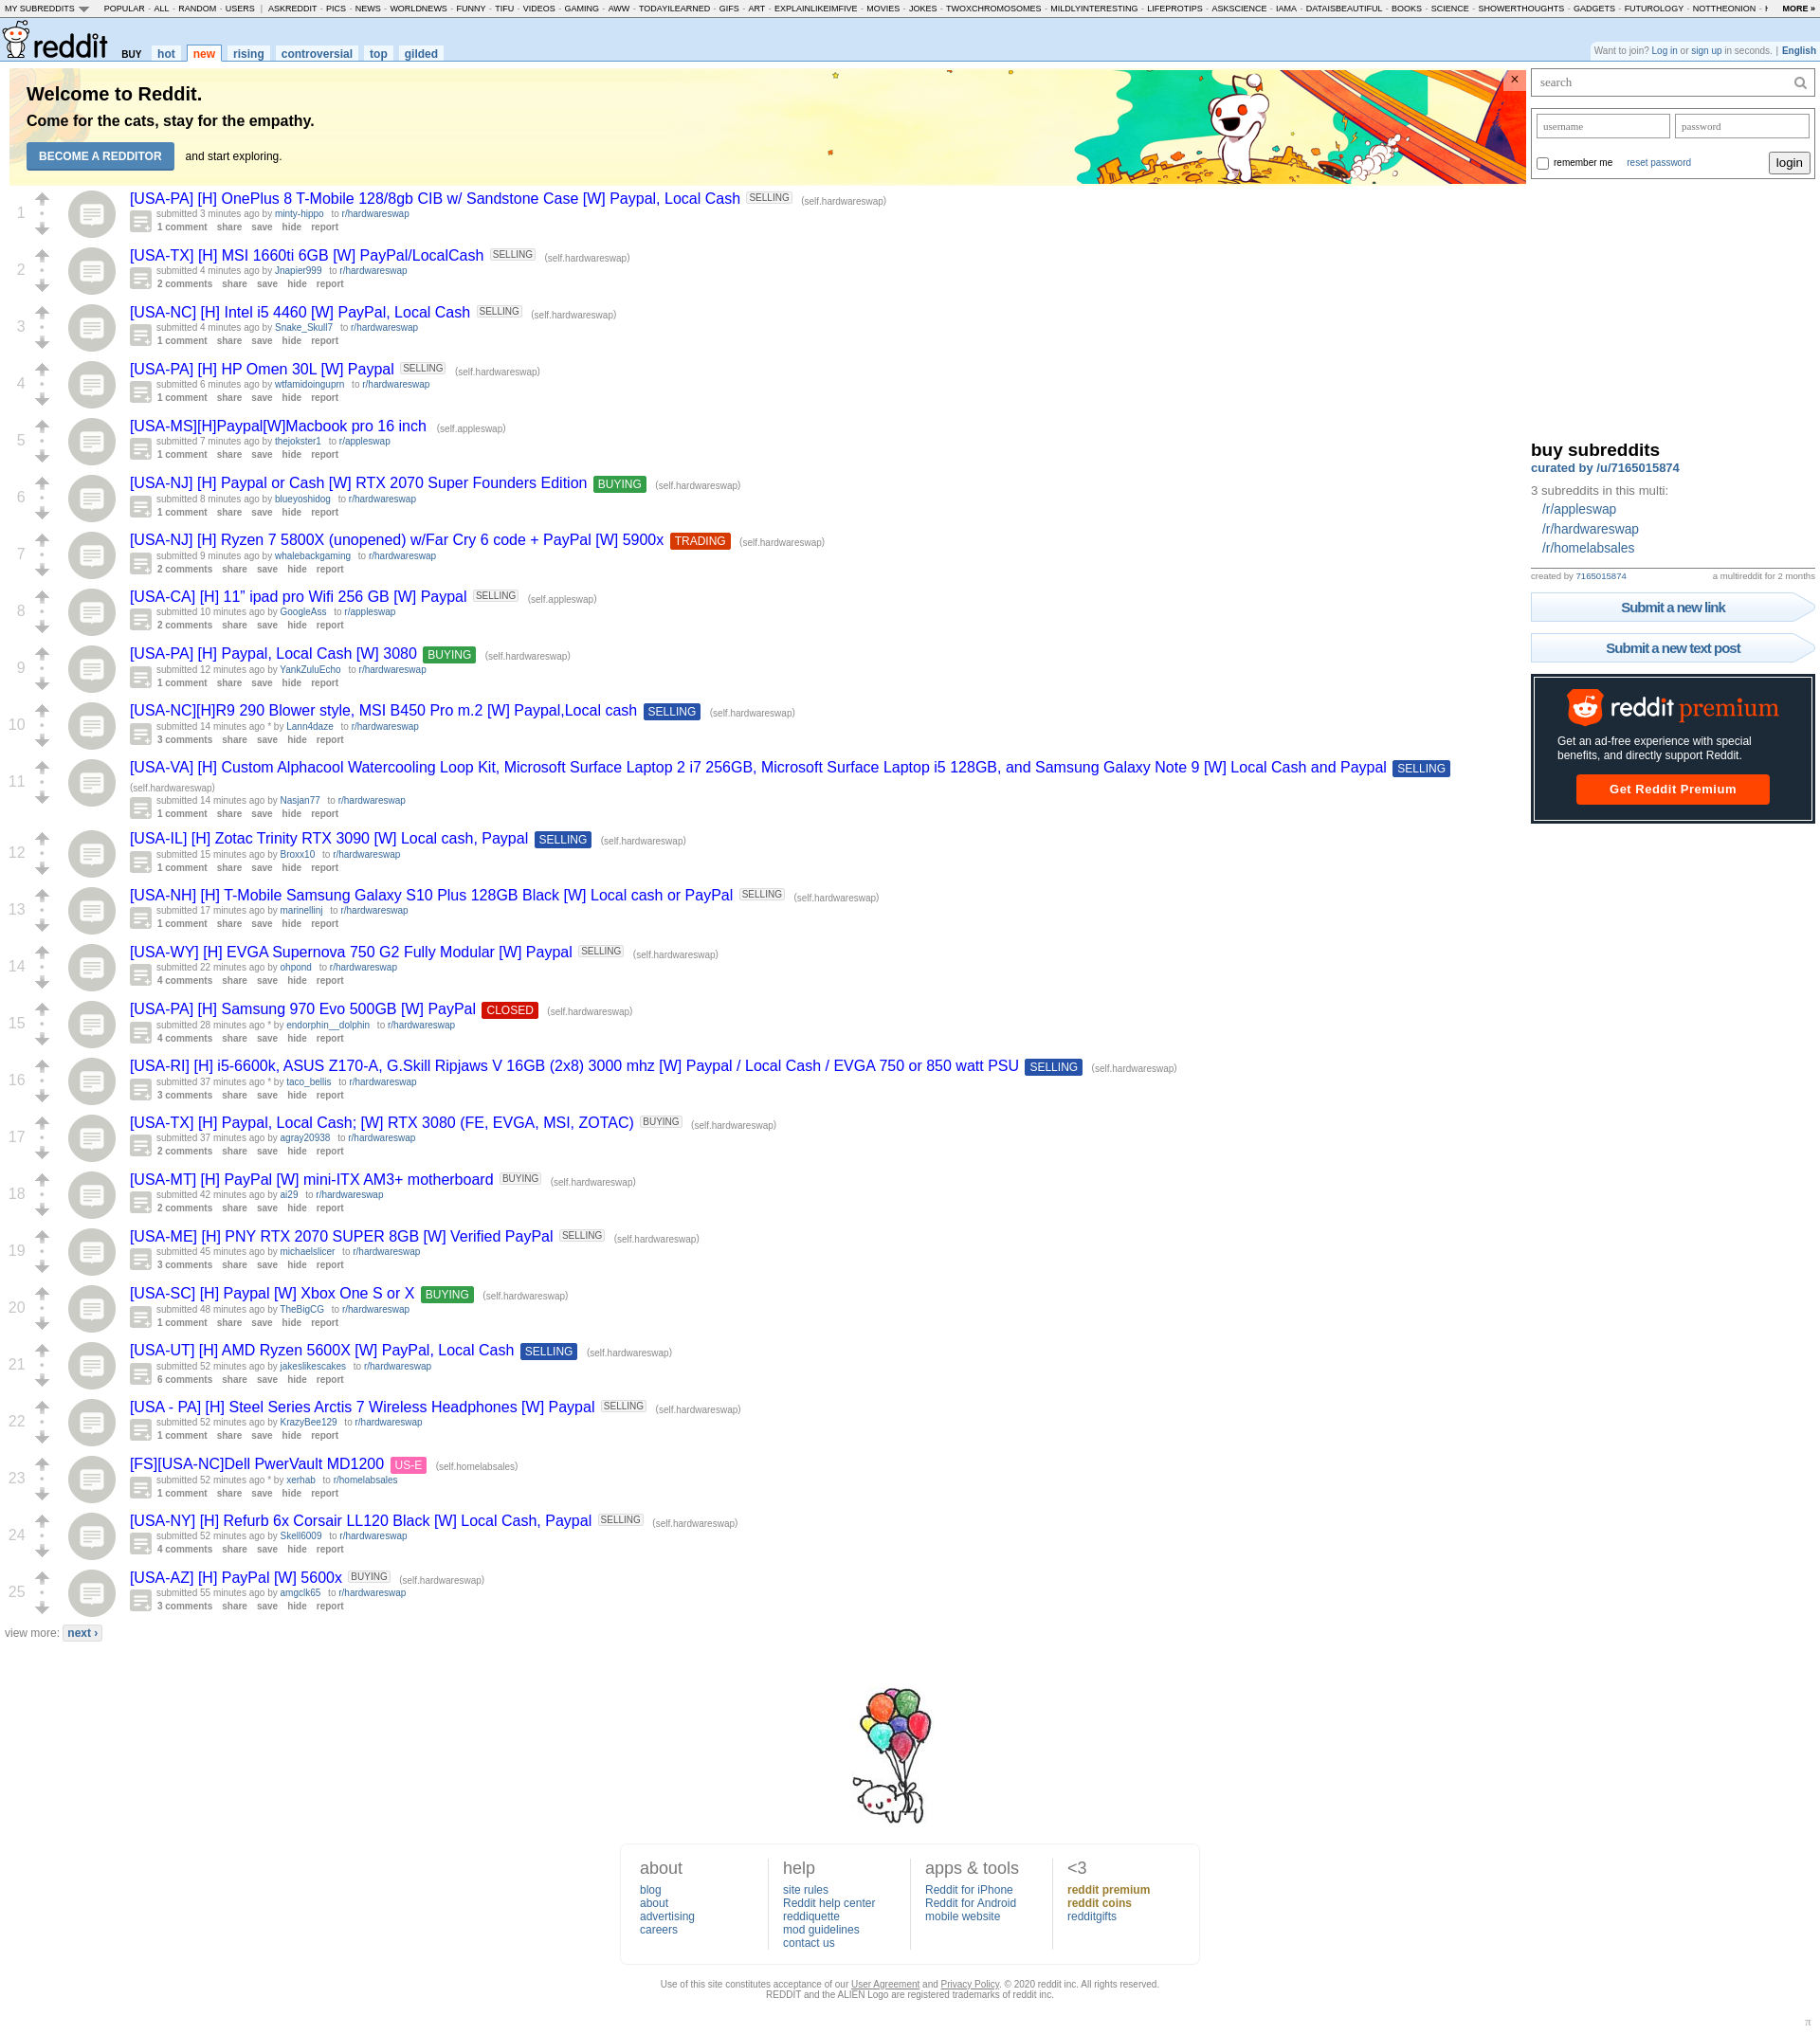 MY SUBREDDITS POPULAR - ALL - RANDOM - USERS | ASKREDDIT - PICS - NEWS - WORLDNEWS - FUNNY - TIFU - VIDEOS - GAMING - AWW - TODAYILEARNED - GIFS - ART - EXPLAINLIKEIMFIVE - MOVIES - JOKES - TWOXCHROMOSOMES - MILDLYINTERESTING - LIFEPROTIPS - ASKSCIENCE - IAMA - DATAISBEAUTIFUL - BOOKS - SCIENCE - SHOWERTHOUGHTS - GADGETS - FUTUROLOGY - NOTTHEONION - MORE »
reddit BUY hot new rising controversial top gilded
Want to join? Log in or sign up in seconds. | English
Welcome to Reddit.
Come for the cats, stay for the empathy.
BECOME A REDDITOR and start exploring.
×
search
username password
remember me reset password login
1 [USA-PA] [H] OnePlus 8 T-Mobile 128/8gb CIB w/ Sandstone Case [W] Paypal, Local Cash SELLING (self.hardwareswap)
submitted 3 minutes ago by minty-hippo to r/hardwareswap
1 comment share save hide report
2 [USA-TX] [H] MSI 1660ti 6GB [W] PayPal/LocalCash SELLING (self.hardwareswap)
submitted 4 minutes ago by Jnapier999 to r/hardwareswap
2 comments share save hide report
3 [USA-NC] [H] Intel i5 4460 [W] PayPal, Local Cash SELLING (self.hardwareswap)
submitted 4 minutes ago by Snake_Skull7 to r/hardwareswap
1 comment share save hide report
4 [USA-PA] [H] HP Omen 30L [W] Paypal SELLING (self.hardwareswap)
submitted 6 minutes ago by wtfamidoinguprn to r/hardwareswap
1 comment share save hide report
5 [USA-MS][H]Paypal[W]Macbook pro 16 inch (self.appleswap)
submitted 7 minutes ago by thejokster1 to r/appleswap
1 comment share save hide report
6 [USA-NJ] [H] Paypal or Cash [W] RTX 2070 Super Founders Edition BUYING (self.hardwareswap)
submitted 8 minutes ago by blueyoshidog to r/hardwareswap
1 comment share save hide report
7 [USA-NJ] [H] Ryzen 7 5800X (unopened) w/Far Cry 6 code + PayPal [W] 5900x TRADING (self.hardwareswap)
submitted 9 minutes ago by whalebackgaming to r/hardwareswap
2 comments share save hide report
8 [USA-CA] [H] 11” ipad pro Wifi 256 GB [W] Paypal SELLING (self.appleswap)
submitted 10 minutes ago by GoogleAss to r/appleswap
2 comments share save hide report
9 [USA-PA] [H] Paypal, Local Cash [W] 3080 BUYING (self.hardwareswap)
submitted 12 minutes ago by YankZuluEcho to r/hardwareswap
1 comment share save hide report
10 [USA-NC][H]R9 290 Blower style, MSI B450 Pro m.2 [W] Paypal,Local cash SELLING (self.hardwareswap)
submitted 14 minutes ago * by Lann4daze to r/hardwareswap
3 comments share save hide report
11 [USA-VA] [H] Custom Alphacool Watercooling Loop Kit, Microsoft Surface Laptop 2 i7 256GB, Microsoft Surface Laptop i5 128GB, and Samsung Galaxy Note 9 [W] Local Cash and Paypal SELLING
(self.hardwareswap)
submitted 14 minutes ago by Nasjan77 to r/hardwareswap
1 comment share save hide report
12 [USA-IL] [H] Zotac Trinity RTX 3090 [W] Local cash, Paypal SELLING (self.hardwareswap)
submitted 15 minutes ago by Broxx10 to r/hardwareswap
1 comment share save hide report
13 [USA-NH] [H] T-Mobile Samsung Galaxy S10 Plus 128GB Black [W] Local cash or PayPal SELLING (self.hardwareswap)
submitted 17 minutes ago by marinellinj to r/hardwareswap
1 comment share save hide report
14 [USA-WY] [H] EVGA Supernova 750 G2 Fully Modular [W] Paypal SELLING (self.hardwareswap)
submitted 22 minutes ago by ohpond to r/hardwareswap
4 comments share save hide report
15 [USA-PA] [H] Samsung 970 Evo 500GB [W] PayPal CLOSED (self.hardwareswap)
submitted 28 minutes ago * by endorphin__dolphin to r/hardwareswap
4 comments share save hide report
16 [USA-RI] [H] i5-6600k, ASUS Z170-A, G.Skill Ripjaws V 16GB (2x8) 3000 mhz [W] Paypal / Local Cash / EVGA 750 or 850 watt PSU SELLING (self.hardwareswap)
submitted 37 minutes ago * by taco_bellis to r/hardwareswap
3 comments share save hide report
17 [USA-TX] [H] Paypal, Local Cash; [W] RTX 3080 (FE, EVGA, MSI, ZOTAC) BUYING (self.hardwareswap)
submitted 37 minutes ago by agray20938 to r/hardwareswap
2 comments share save hide report
18 [USA-MT] [H] PayPal [W] mini-ITX AM3+ motherboard BUYING (self.hardwareswap)
submitted 42 minutes ago by ai29 to r/hardwareswap
2 comments share save hide report
19 [USA-ME] [H] PNY RTX 2070 SUPER 8GB [W] Verified PayPal SELLING (self.hardwareswap)
submitted 45 minutes ago by michaelslicer to r/hardwareswap
3 comments share save hide report
20 [USA-SC] [H] Paypal [W] Xbox One S or X BUYING (self.hardwareswap)
submitted 48 minutes ago by TheBigCG to r/hardwareswap
1 comment share save hide report
21 [USA-UT] [H] AMD Ryzen 5600X [W] PayPal, Local Cash SELLING (self.hardwareswap)
submitted 52 minutes ago by jakeslikescakes to r/hardwareswap
6 comments share save hide report
22 [USA - PA] [H] Steel Series Arctis 7 Wireless Headphones [W] Paypal SELLING (self.hardwareswap)
submitted 52 minutes ago by KrazyBee129 to r/hardwareswap
1 comment share save hide report
23 [FS][USA-NC]Dell PwerVault MD1200 US-E (self.homelabsales)
submitted 52 minutes ago * by xerhab to r/homelabsales
1 comment share save hide report
24 [USA-NY] [H] Refurb 6x Corsair LL120 Black [W] Local Cash, Paypal SELLING (self.hardwareswap)
submitted 52 minutes ago by Skell6009 to r/hardwareswap
4 comments share save hide report
25 [USA-AZ] [H] PayPal [W] 5600x BUYING (self.hardwareswap)
submitted 55 minutes ago by amgclk65 to r/hardwareswap
3 comments share save hide report
view more: next ›
buy subreddits
curated by /u/7165015874
3 subreddits in this multi:
/r/appleswap
/r/hardwareswap
/r/homelabsales
created by 7165015874 a multireddit for 2 months
Submit a new link
Submit a new text post
reddit premium
Get an ad-free experience with special
benefits, and directly support Reddit.
Get Reddit Premium
about
blog
about
advertising
careers
help
site rules
Reddit help center
reddiquette
mod guidelines
contact us
apps & tools
Reddit for iPhone
Reddit for Android
mobile website
<3
reddit premium
reddit coins
redditgifts
Use of this site constitutes acceptance of our User Agreement and Privacy Policy. © 2020 reddit inc. All rights reserved.
REDDIT and the ALIEN Logo are registered trademarks of reddit inc.
π